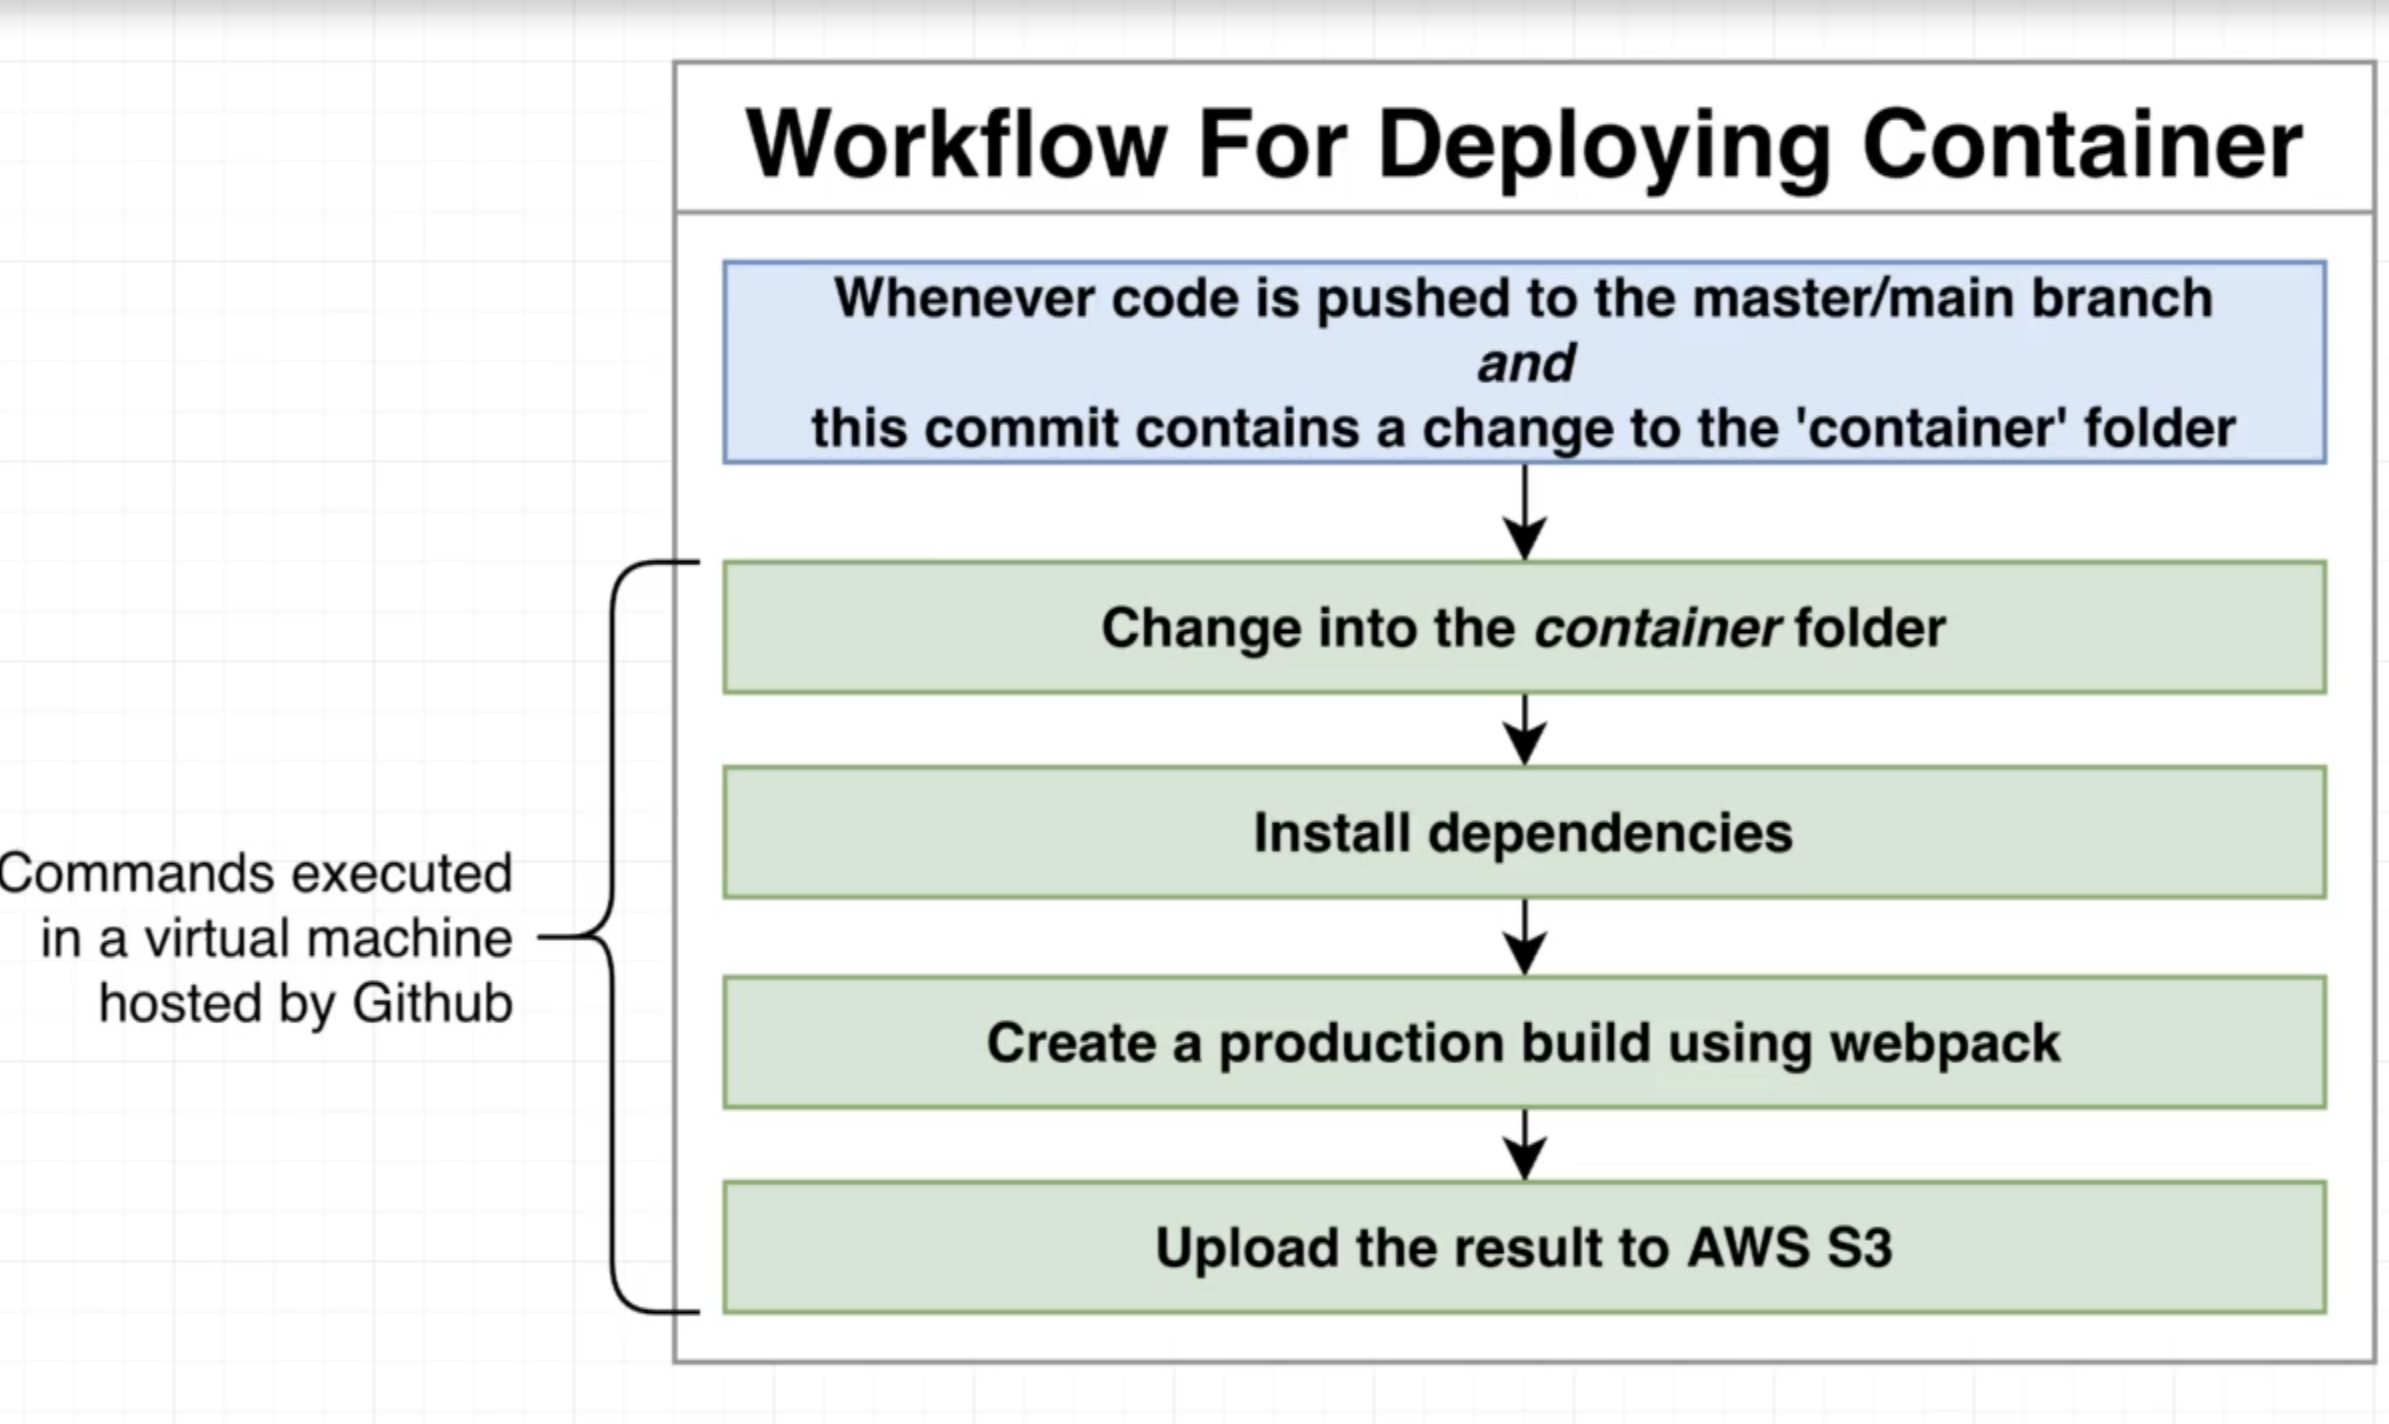 Workflow For Deploying Container
Whenever code is pushed to the master/main branch
and
this commit contains a change to the 'container' folder
Change into the container folder
Install dependencies
Create a production build using webpack
Upload the result to AWS S3
Commands executed
in a virtual machine
hosted by Github